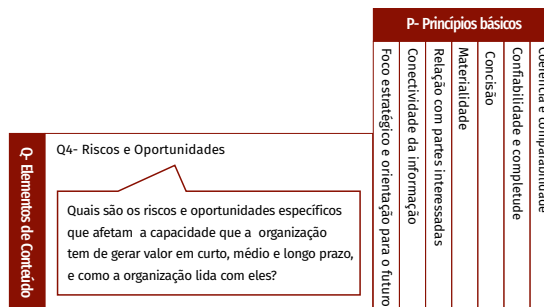 P- Princípios básicos
Foco estratégico e orientação para o futuro
Conectividade da informação
Relação com partes interessadas
Materialidade
Concisão
Confiabilidade e completude
Coerência e comparabilidade
Q- Elementos de Conteúdo
Q4- Riscos e Oportunidades
Quais são os riscos e oportunidades específicos
que afetam a capacidade que a organização
tem de gerar valor em curto, médio e longo prazo,
e como a organização lida com eles?